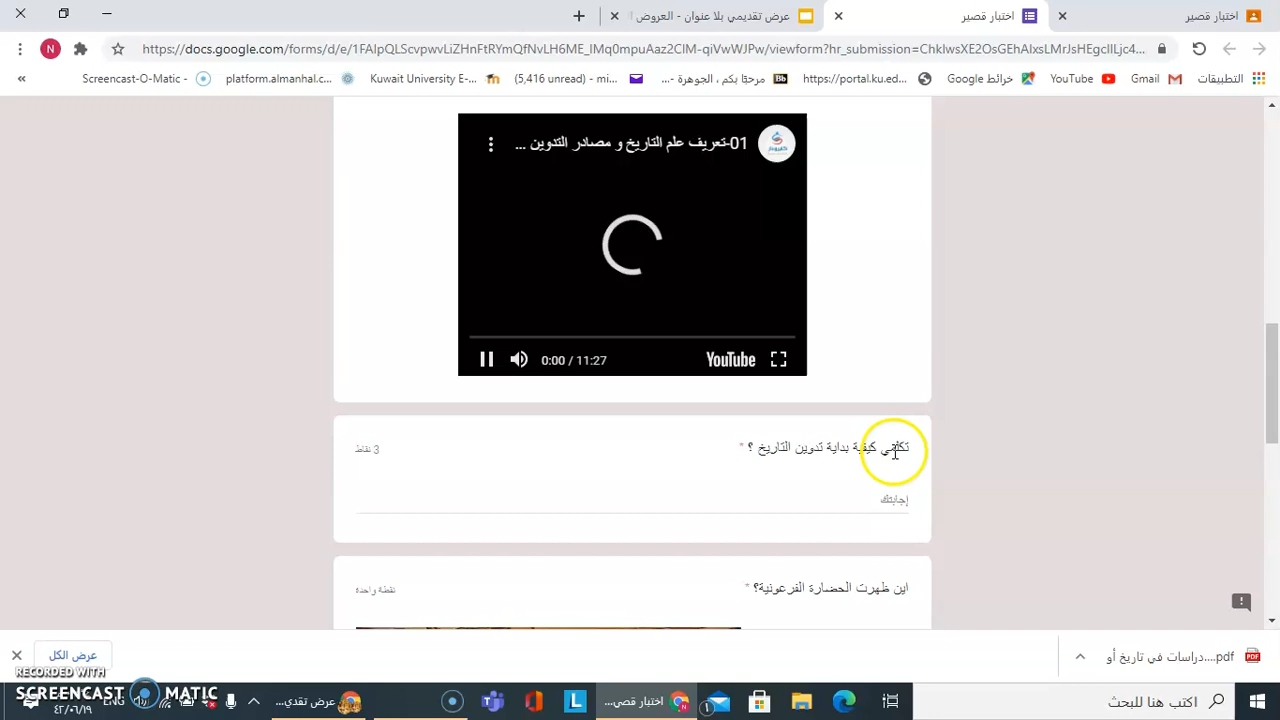 اختبار قصير
اختبار قصير
عرض تقديمي بلا عنوان - العروض ا
https://docs.google.com/forms/d/e/1FAIpQLScvpwvLiZHnFtRYmQfNvLH6ME_IMq0mpuAaz2CIM-qiVwWJPw/viewform?hr_submission=ChkIwsXE2OsGEhAIxsLMrJsHEgcIlLjc4...
N
التطبيقات
Gmail
YouTube
خرائط Google
https://portal.ku.ed...
مرحبًا بكم ، الجوهرة –...
(5,416 unread) - mi...
Kuwait University E-...
platform.almanhal.c...
Screencast-O-Matic -
01-تعريف علم التاريخ و مصادر التدوين ...
0:00 / 11:27
YouTube
كيفية بداية تدوين التاريخ ؟ *
3 نقاط
إجابتك
اين ظهرت الحضارة الفرعونية؟ *
نقطة واحدة
دراسات في تاريخ أو....pdf
عرض الكل
RECORDED WITH
SCREENCAST MATIC
اكتب هنا للبحث
اختبار قصي...
عرض تقدي...
ENG
٤٢/٠٦/١٩